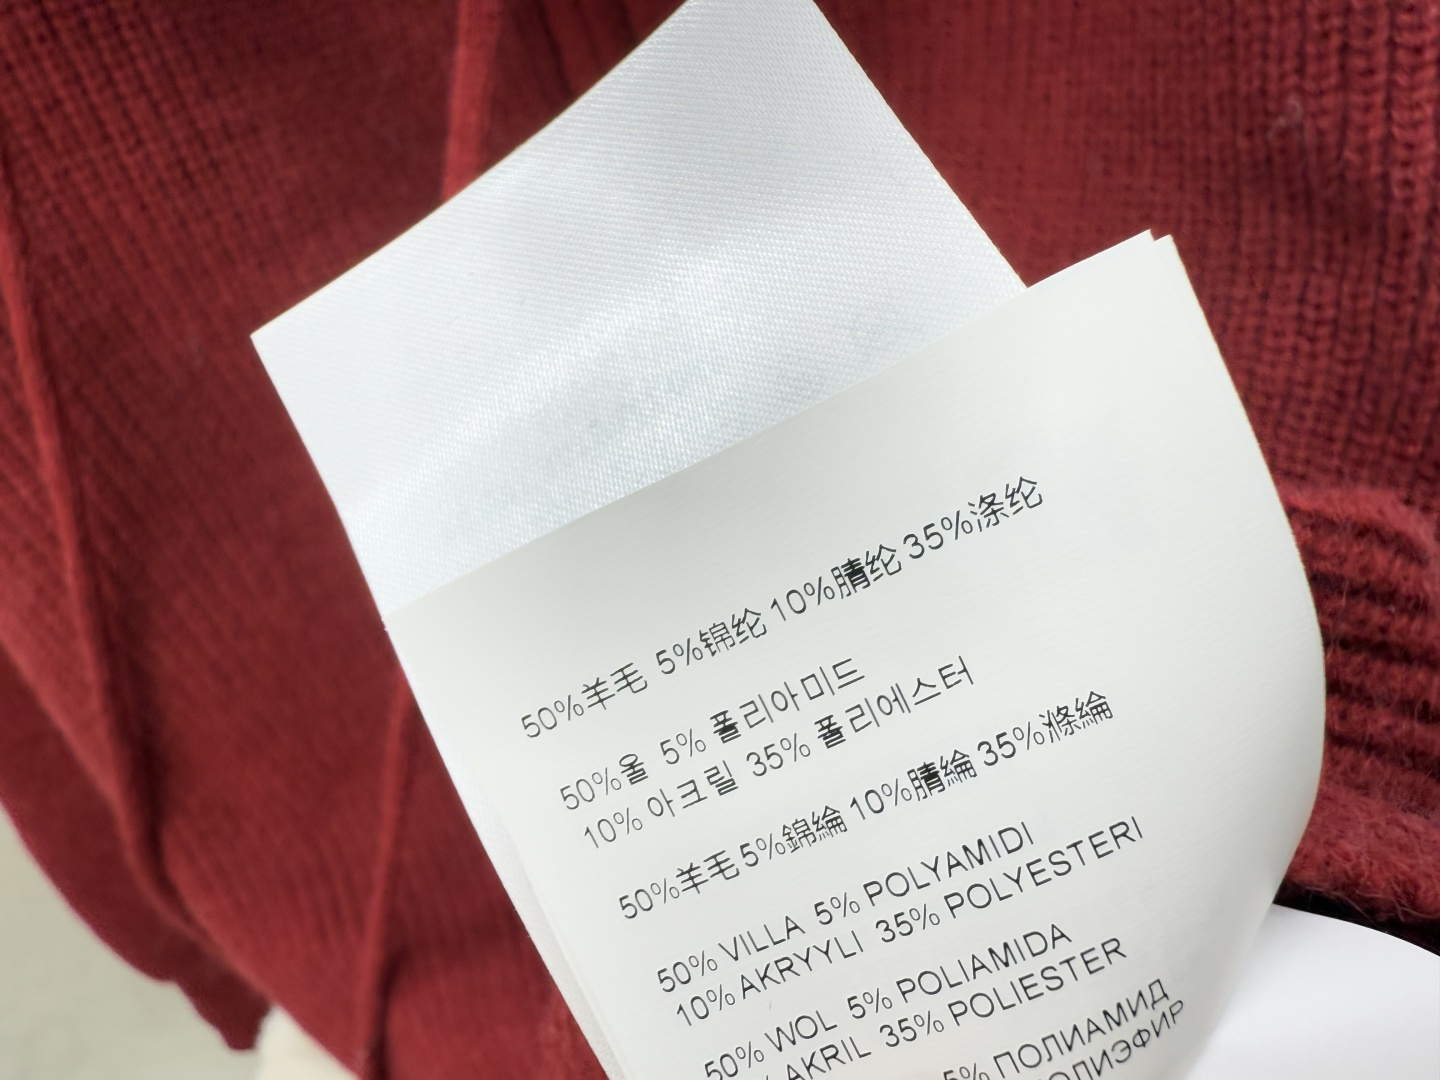 50%羊毛 5%锦纶 10%腈纶 35%涤纶
50%울 5% 폴리아미드
10% 아크릴 35% 폴리에스터
50%羊毛 5%錦綸 10%腈綸 35%滌綸
50% VILLA 5% POLYAMIDI
10% AKRYYLI 35% POLYESTERI
50% WOL 5% POLIAMIDA
% AKRIL 35% POLIESTER
5% ПОЛИАМИД
ПОЛИЭФИР